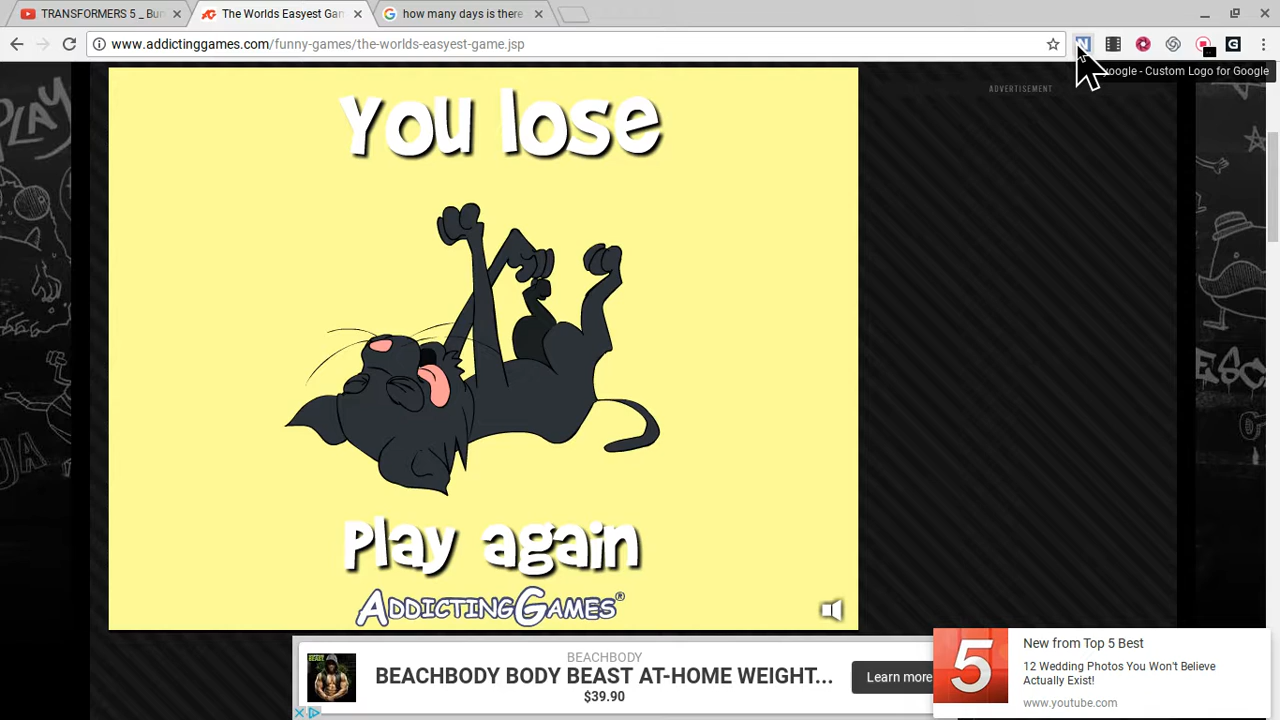 TRANSFORMERS 5 _ Bu
The Worlds Easyest Ga
how many days is there
www.addictinggames.com/funny-games/the-worlds-easyest-game.jsp
oogle - Custom Logo for Google
ADVERTISEMENT
You lose
Play again
ADDICTINGGAMES®
BEACHBODY
BEACHBODY BODY BEAST AT-HOME WEIGHT...
$39.90
Learn more
5
New from Top 5 Best
12 Wedding Photos You Won't Believe
Actually Exist!
www.youtube.com